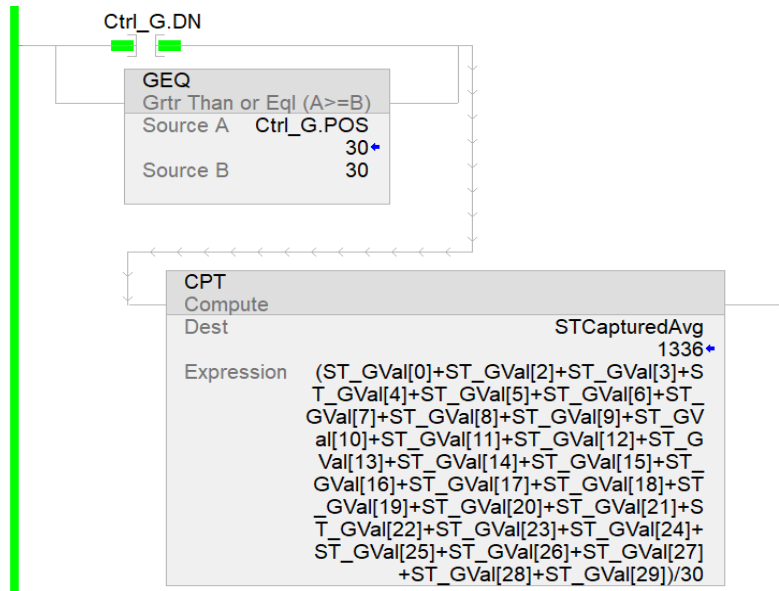 Ctrl_G.DN
GEQ
Grtr Than or Eql (A>=B)
Source A Ctrl_G.POS
30
Source B 30
CPT
Compute
Dest STCapturedAvg
1336
Expression (ST_GVal[0]+ST_GVal[2]+ST_GVal[3]+S
T_GVal[4]+ST_GVal[5]+ST_GVal[6]+ST_
GVal[7]+ST_GVal[8]+ST_GVal[9]+ST_GV
al[10]+ST_GVal[11]+ST_GVal[12]+ST_G
Val[13]+ST_GVal[14]+ST_GVal[15]+ST_
GVal[16]+ST_GVal[17]+ST_GVal[18]+ST
_GVal[19]+ST_GVal[20]+ST_GVal[21]+S
T_GVal[22]+ST_GVal[23]+ST_GVal[24]+
ST_GVal[25]+ST_GVal[26]+ST_GVal[27]
+ST_GVal[28]+ST_GVal[29])/30